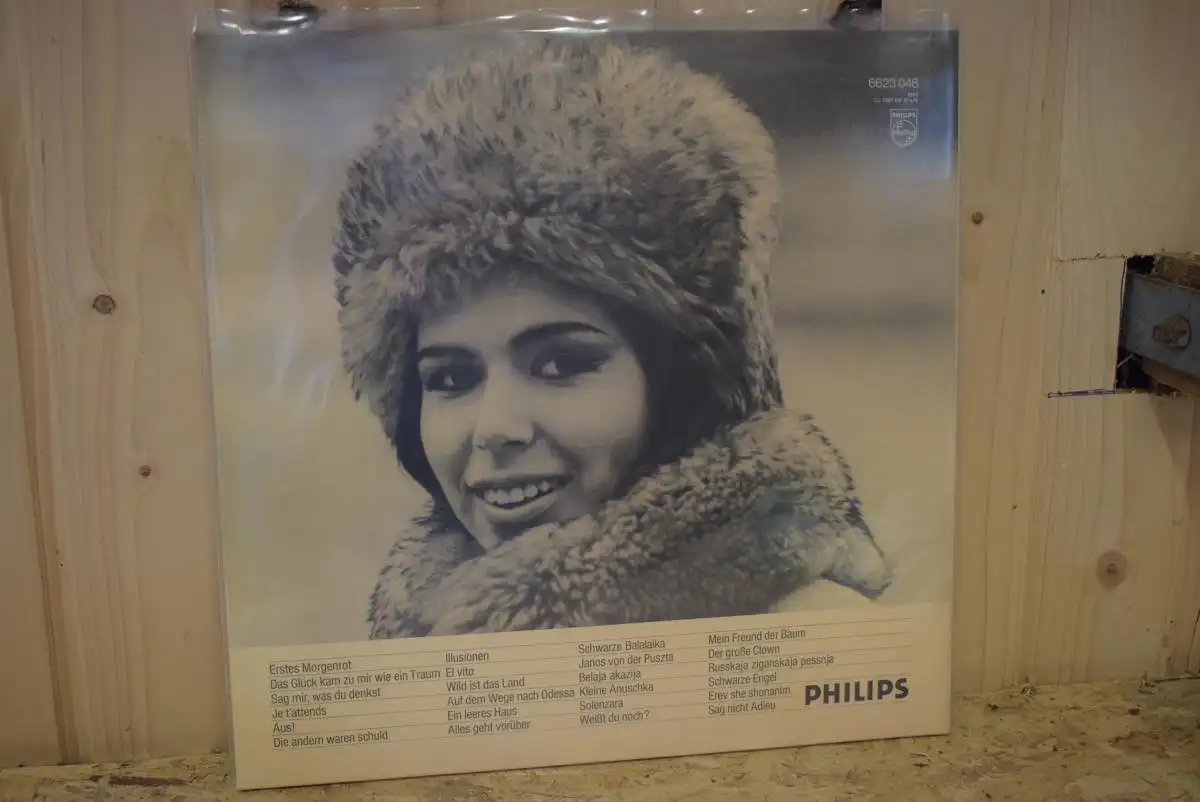 6623 046
PHILIPS
Erstes Morgenrot
Das Glück kam zu mir wie ein Traum
Sag mir, was du denkst
Je t'attends
Aus!
Die andern waren schuld
Illusionen
El vito
Wild ist das Land
Auf dem Wege nach Odessa
Ein leeres Haus
Alles geht vorüber
Schwarze Balalaika
Janos von der Puszta
Belaja akazija
Kleine Anuschka
Solenzara
Weißt du noch?
Mein Freund der Baum
Der große Clown
Russkaja ziganskaja pessnja
Schwarze Engel
Erev she shonanim
Sag nicht Adieu
PHILIPS